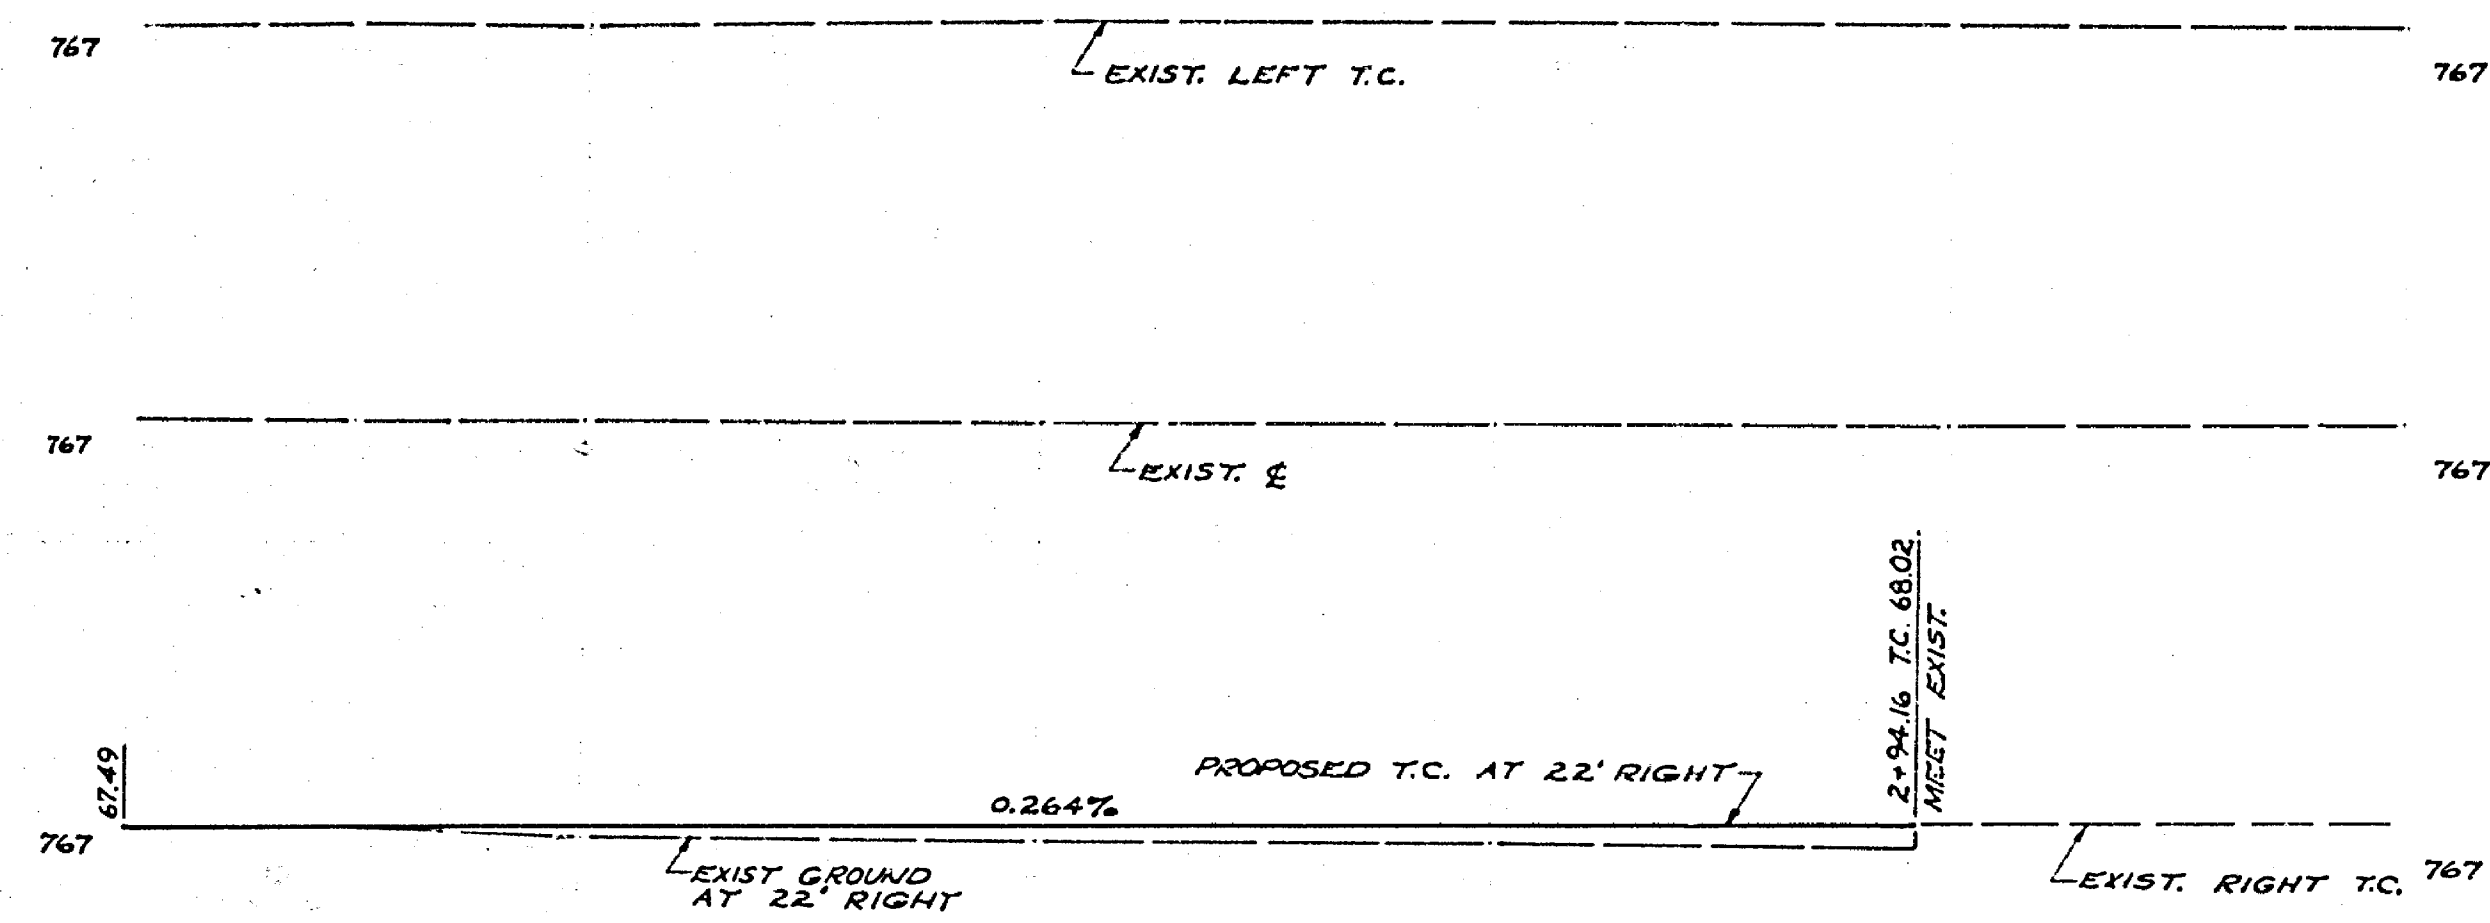 767
EXIST. LEFT T.C.
767
767
EXIST. ℄
767
2+94.16 T.C. 68.02
MEET EXIST.
67.49
PROPOSED T.C. AT 22' RIGHT
0.264%
767
EXIST GROUND
AT 22' RIGHT
EXIST. RIGHT T.C.
767